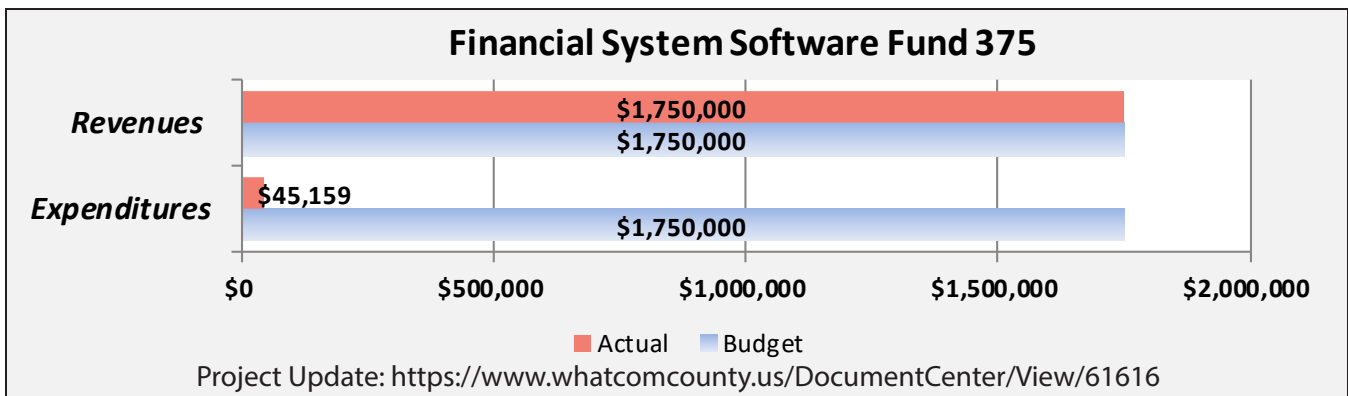 Financial System Software Fund 375
Revenues
$1,750,000
$1,750,000
Expenditures
$45,159
$1,750,000
$0 $500,000 $1,000,000 $1,500,000 $2,000,000
Actual Budget
Project Update: https://www.whatcomcounty.us/DocumentCenter/View/61616